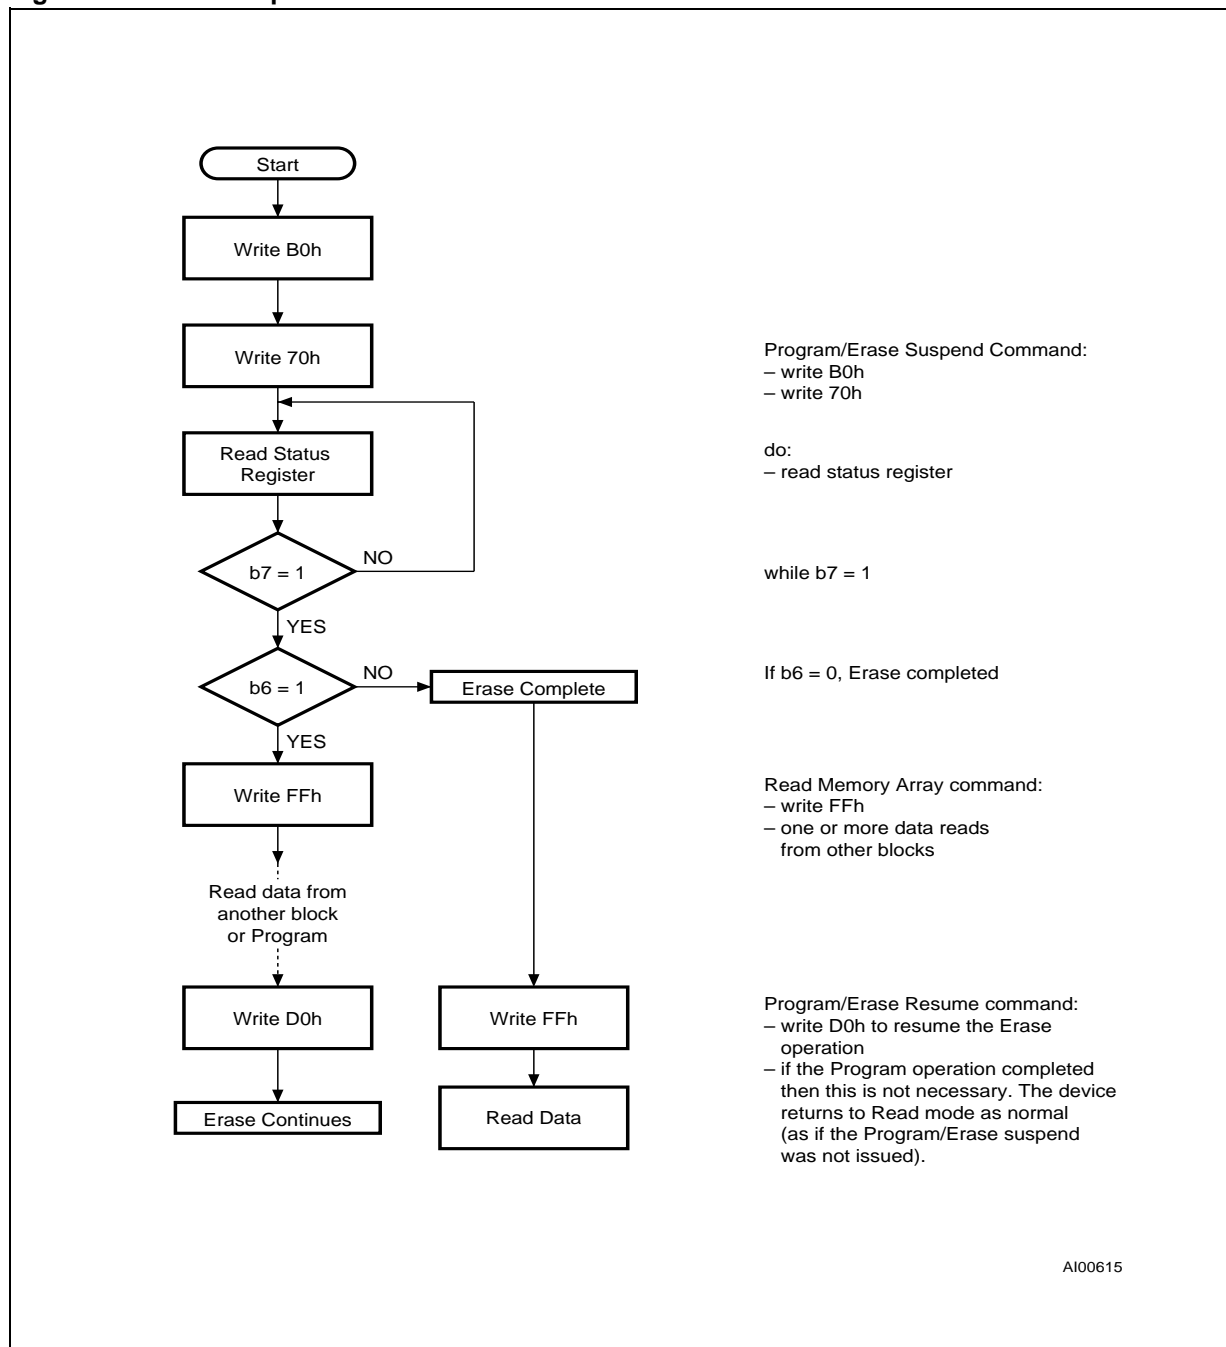 Start
Write B0h
Write 70h
Read Status
Register
NO
b7 = 1
YES
NO
b6 = 1
Erase Complete
YES
Write FFh
Read data from
another block
or Program
Write D0h
Write FFh
Erase Continues
Read Data
Program/Erase Suspend Command:
– write B0h
– write 70h
do:
– read status register
while b7 = 1
If b6 = 0, Erase completed
Read Memory Array command:
– write FFh
– one or more data reads
from other blocks
Program/Erase Resume command:
– write D0h to resume the Erase
operation
– if the Program operation completed
then this is not necessary. The device
returns to Read mode as normal
(as if the Program/Erase suspend
was not issued).
AI00615